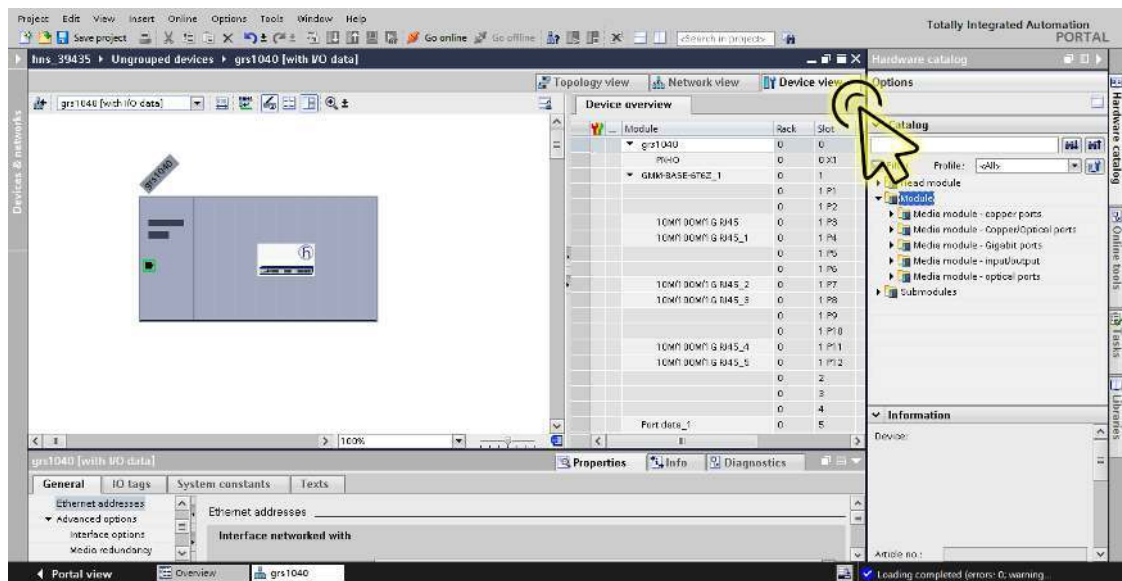 Project Edit View Insert Online Options Tools Window Help
Totally Integrated Automation
PORTAL
Save project
Go online
Go offline
<Search in project>
hns_39435 ▸ Ungrouped devices ▸ grs1040 [with I/O data]
Hardware catalog
Topology view
Network view
Device view
Options
grs1040 [with I/O data]
Device overview
Module Rack Slot
grs1040 0 0
PN-IO 0 0 X1
GMM-BASE-6T6Z_1 0 1
0 1 P1
0 1 P2
10M/100M/1G RJ45 0 1 P3
10M/100M/1G RJ45_1 0 1 P4
0 1 P5
0 1 P6
10M/100M/1G RJ45_2 0 1 P7
10M/100M/1G RJ45_3 0 1 P8
0 1 P9
0 1 P10
10M/100M/1G RJ45_4 0 1 P11
10M/100M/1G RJ45_5 0 1 P12
0 2
0 3
0 4
Port data_1 0 5
grs1040
Catalog
Filter
Profile: <All>
Head module
Module
Media module - copper ports
Media module - Copper/Optical ports
Media module - Gigabit ports
Media module - input/output
Media module - optical ports
Submodules
Information
Device:
Article no.:
Devices & networks
Hardware catalog
Online tools
Tasks
Libraries
100%
grs1040 [with I/O data]
Properties
Info
Diagnostics
General
IO tags
System constants
Texts
Ethernet addresses
Advanced options
Interface options
Media redundancy
Ethernet addresses
Interface networked with
Portal view
Overview
grs1040
Loading completed (errors: 0; warning...